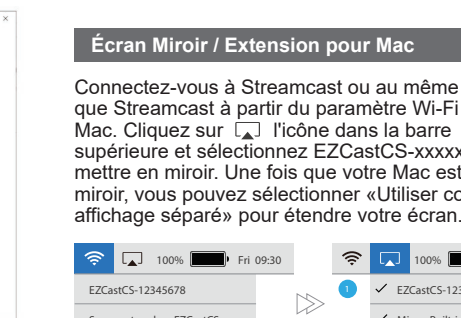 Écran Miroir / Extension pour Mac
Connectez-vous à Streamcast ou au même
que Streamcast à partir du paramètre Wi-Fi
Mac. Cliquez sur l'icône dans la barre
supérieure et sélectionnez EZCastCS-xxxxx
mettre en miroir. Une fois que votre Mac est
miroir, vous pouvez sélectionner «Utiliser co
affichage séparé» pour étendre votre écran.
100% Fri 09:30
100%
EZCastCS-12345678
1 ✓ EZCastCS-123